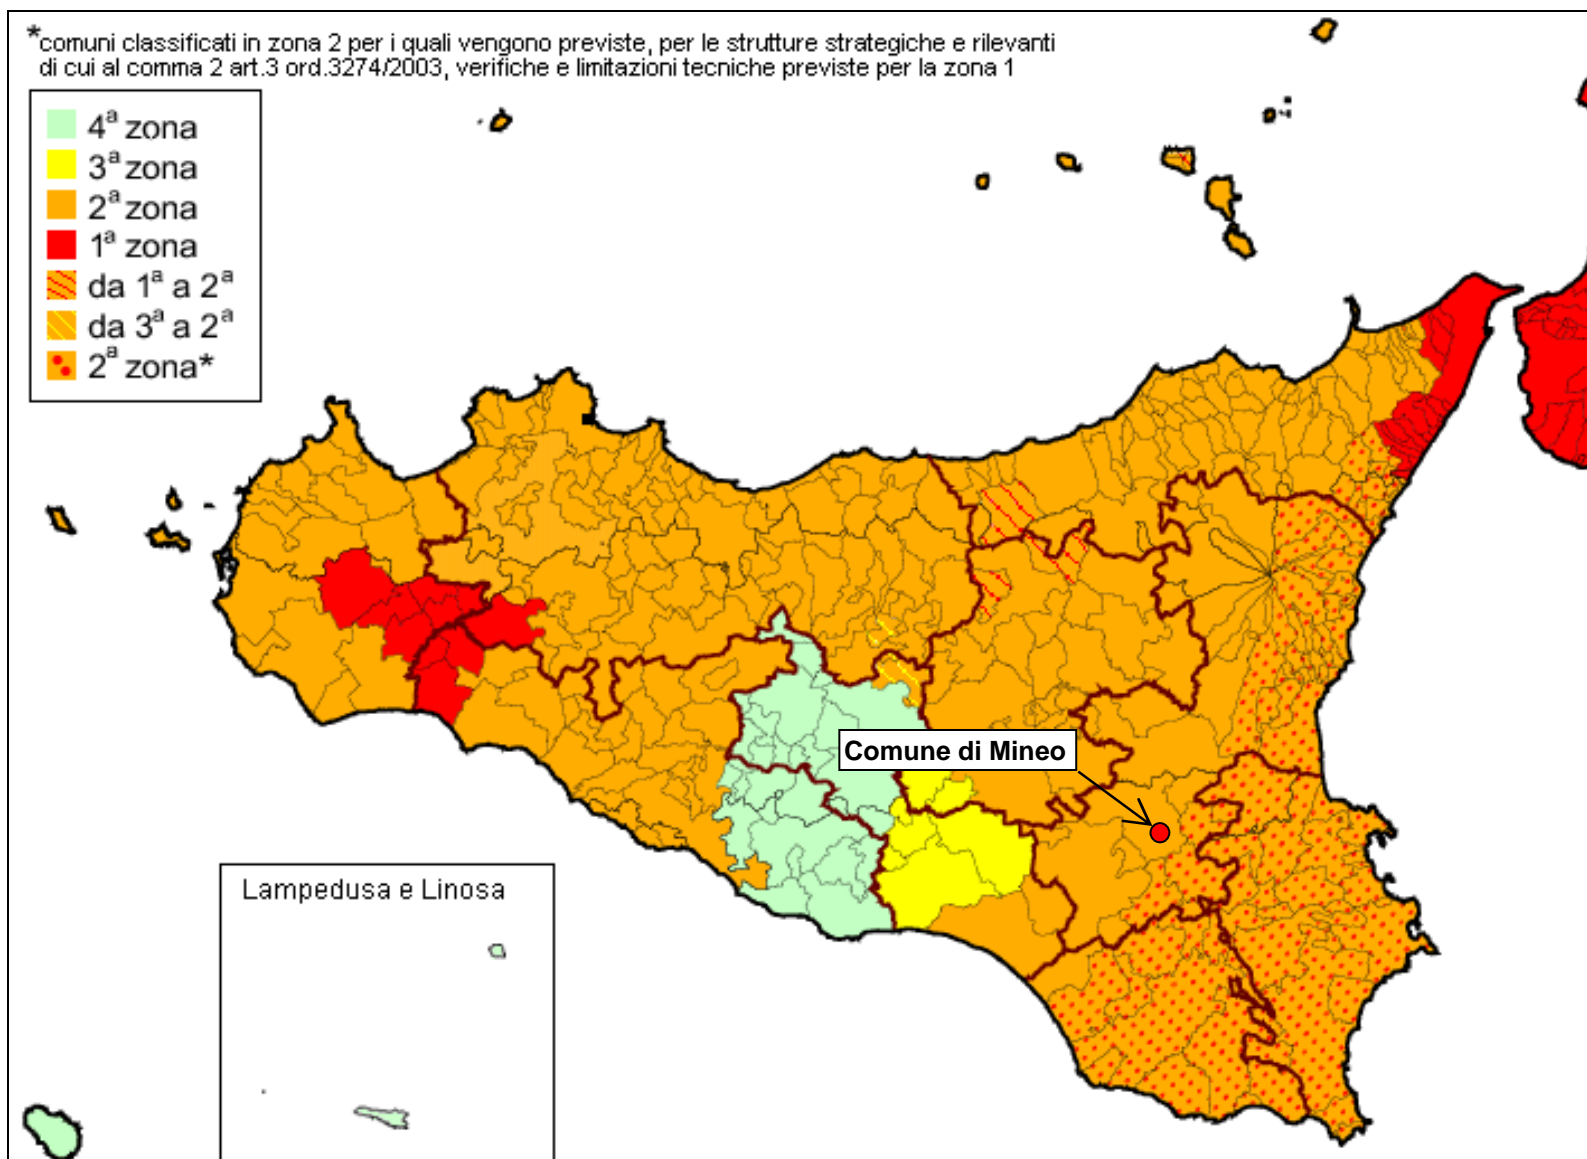 *comuni classificati in zona 2 per i quali vengono previste, per le strutture strategiche e rilevanti
di cui al comma 2 art.3 ord.3274/2003, verifiche e limitazioni tecniche previste per la zona 1
4ª zona
3ª zona
2ª zona
1ª zona
da 1ª a 2ª
da 3ª a 2ª
2ª zona*
Comune di Mineo
Lampedusa e Linosa